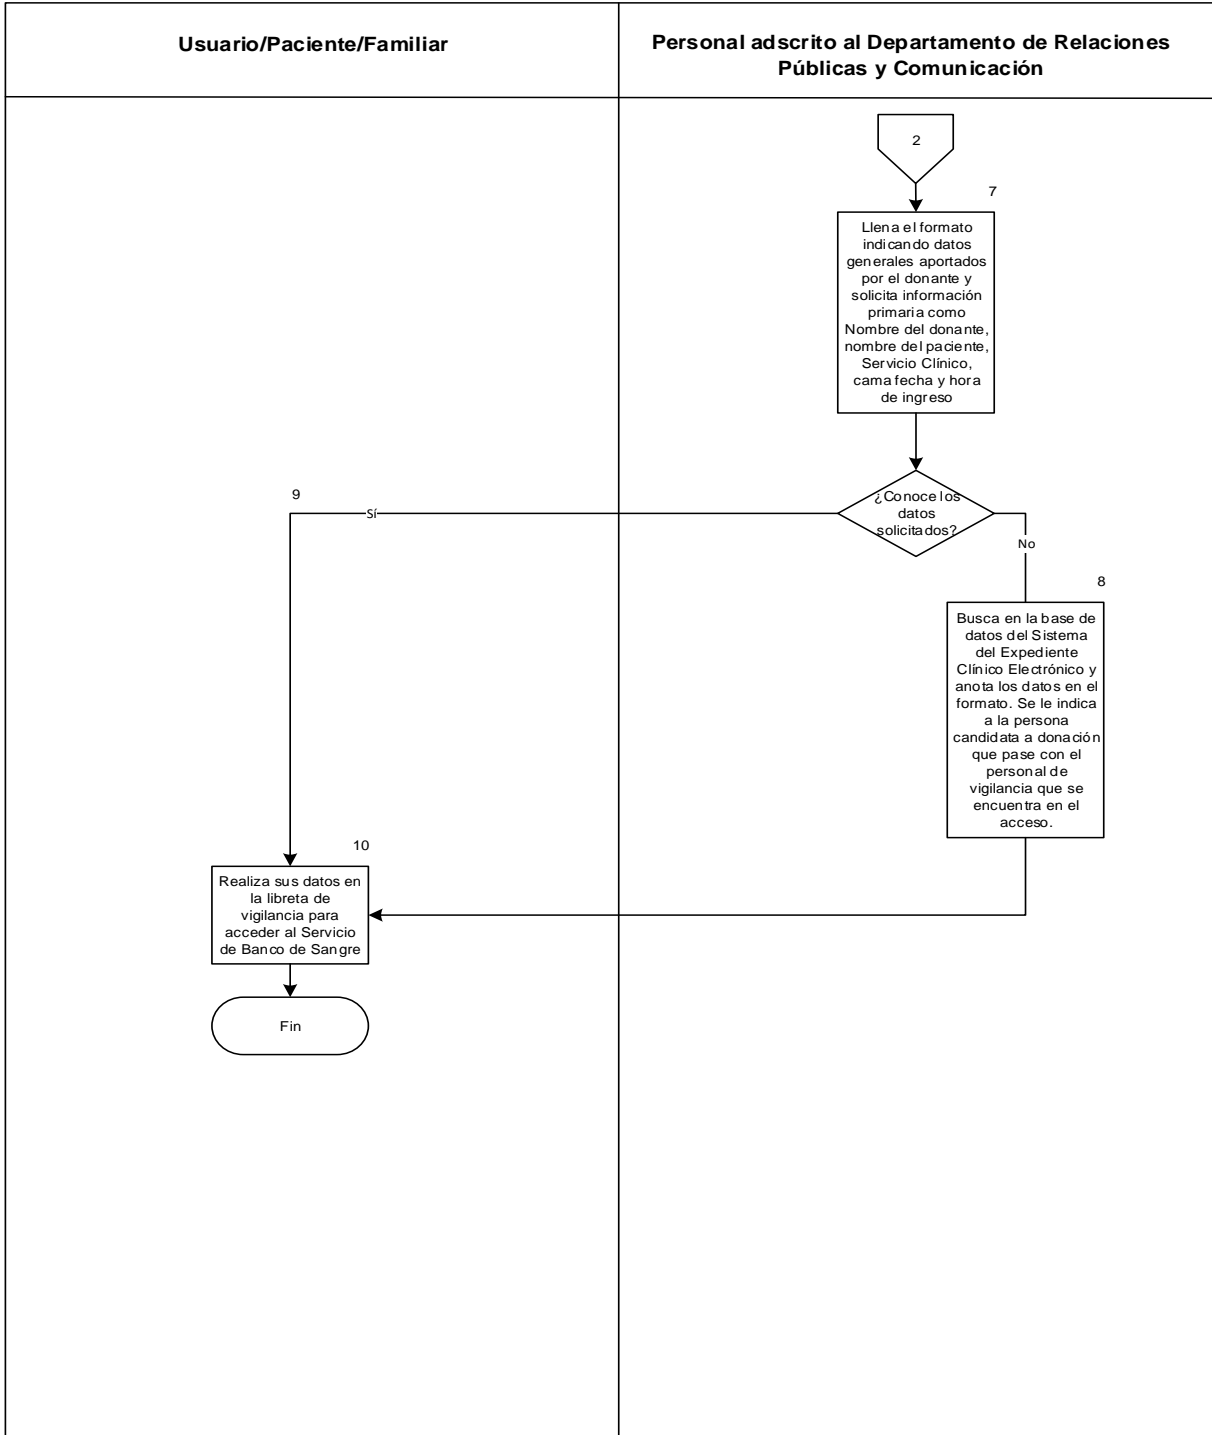 Usuario/Paciente/Familiar
Personal adscrito al Departamento de Relaciones
Públicas y Comunicación
2
7
Llena el formato
indicando datos
generales aportados
por el donante y
solicita información
primaria como
Nombre del donante,
nombre del paciente,
Servicio Clínico,
cama fecha y hora
de ingreso
¿Conoce los
datos
solicitados?
9
Sí
No
8
Busca en la base de
datos del Sistema
del Expediente
Clínico Electrónico y
anota los datos en el
formato. Se le indica
a la persona
candidata a donación
que pase con el
personal de
vigilancia que se
encuentra en el
acceso.
10
Realiza sus datos en
la libreta de
vigilancia para
acceder al Servicio
de Banco de Sangre
Fin